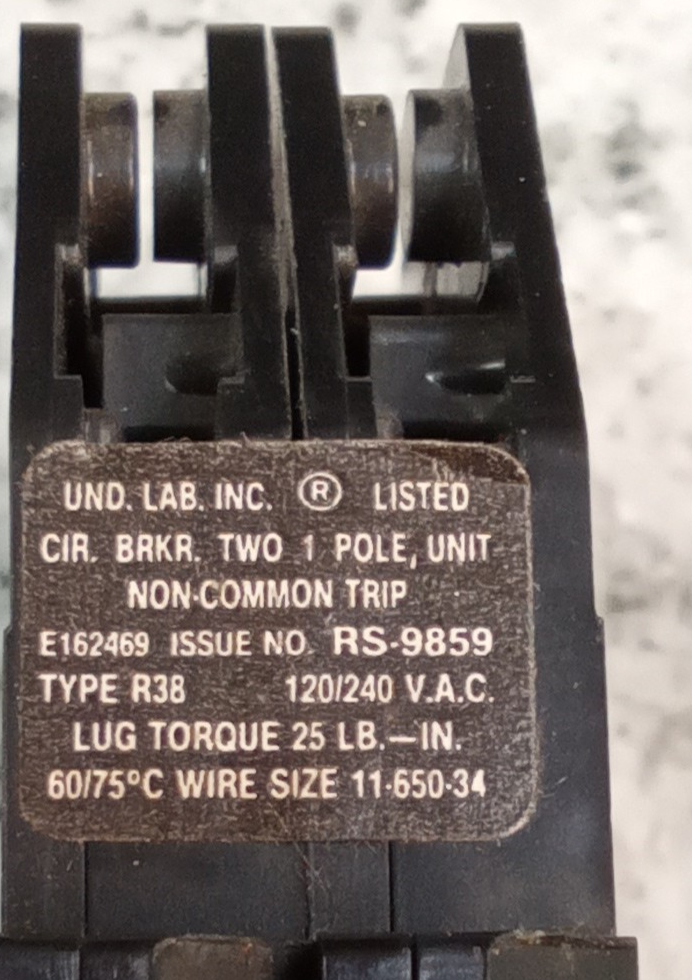 UND. LAB. INC. ® LISTED
CIR. BRKR. TWO 1 POLE, UNIT
NON-COMMON TRIP
E162469 ISSUE NO. RS-9859
TYPE R38 120/240 V.A.C.
LUG TORQUE 25 LB.—IN.
60/75°C WIRE SIZE 11-650-34